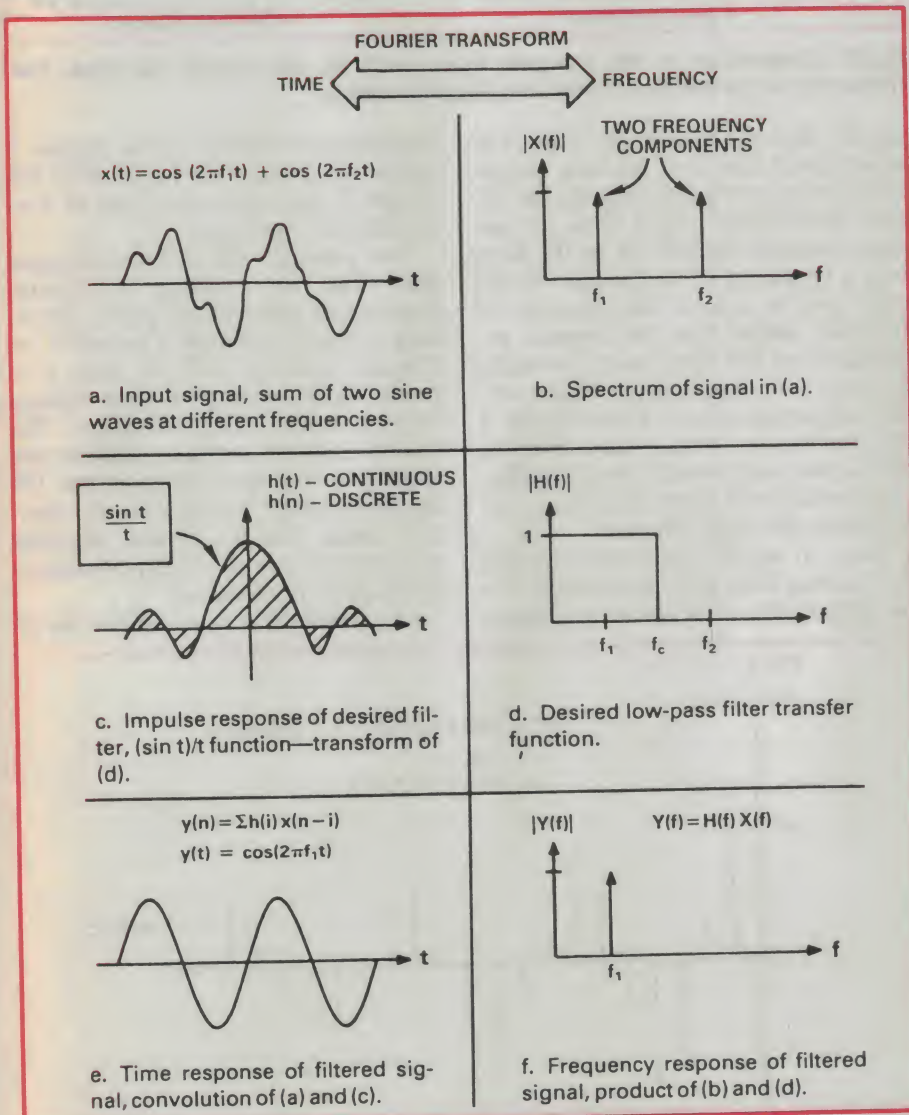 FOURIER TRANSFORM
TIME
FREQUENCY
x(t) = cos (2πf₁t) + cos (2πf₂t)
t
a. Input signal, sum of two sine
waves at different frequencies.
|X(f)|
TWO FREQUENCY
COMPONENTS
f₁
f₂
f
b. Spectrum of signal in (a).
sin t
t
h(t) – CONTINUOUS
h(n) – DISCRETE
t
c. Impulse response of desired fil-
ter, (sin t)/t function—transform of
(d).
|H(f)|
1
f₁
f_c
f₂
f
d. Desired low-pass filter transfer
function.
y(n) = Σh(i) x(n – i)
y(t) = cos(2πf₁t)
t
e. Time response of filtered sig-
nal, convolution of (a) and (c).
|Y(f)|
Y(f) = H(f) X(f)
f₁
f
f. Frequency response of filtered
signal, product of (b) and (d).